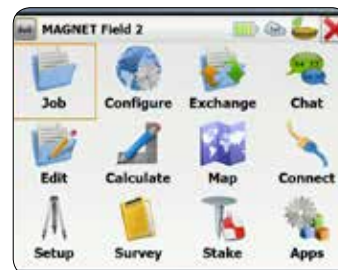 MAGNET Field 2
Job Configure Exchange Chat
Edit Calculate Map Connect
Setup Survey Stake Apps